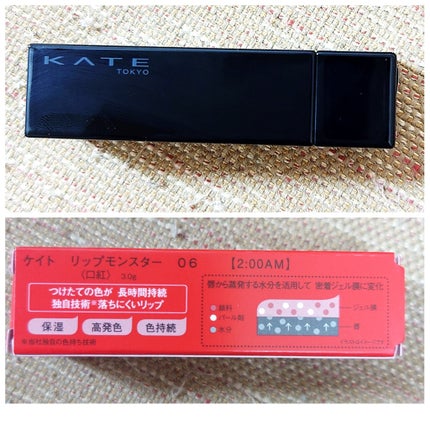 KATE
TOKYO
ケイト リップモンスター 06 【2:00AM】
〈口紅〉 3.0g
つけたての色が 長時間持続
独自技術※落ちにくいリップ
保湿 高発色 色持続
※当社独自の色持ち技術
唇から蒸発する水分を活用して 密着ジェル膜に変化
顔料
パール剤
水分
ジェル膜
唇